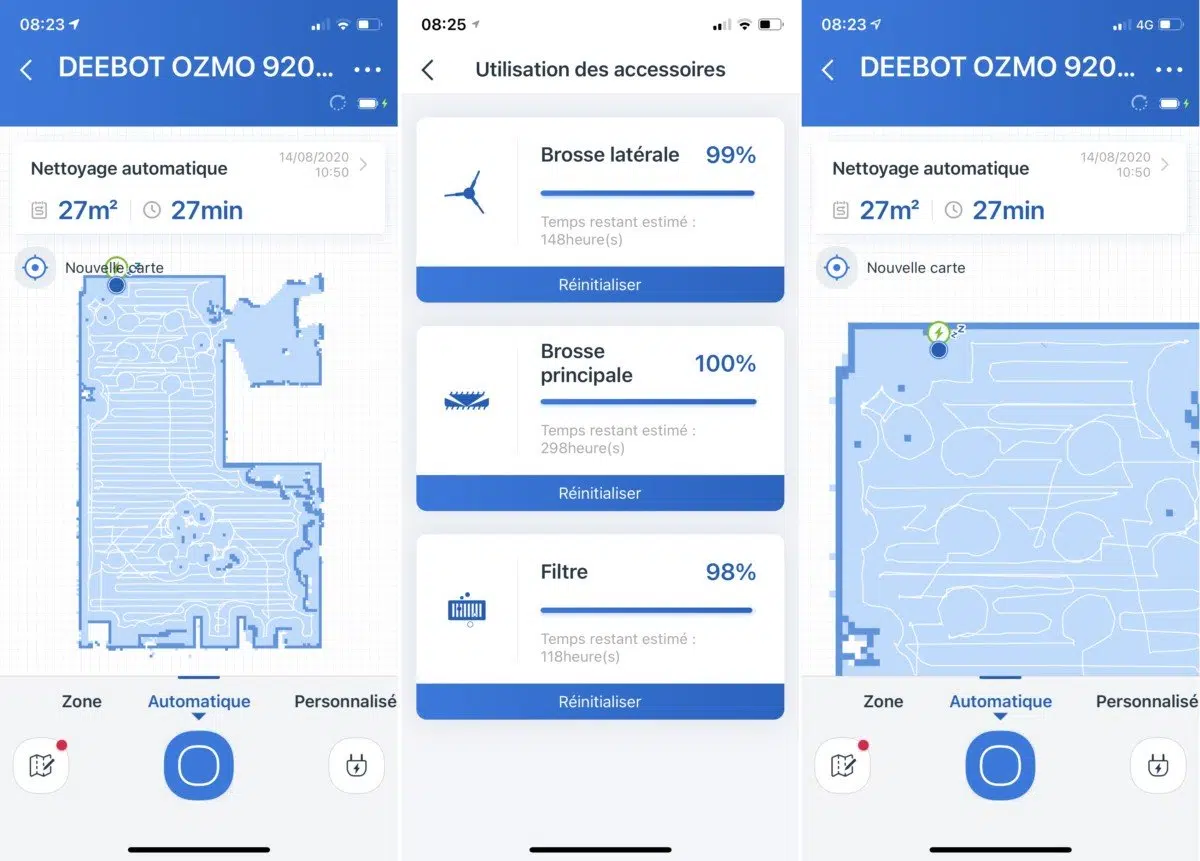 08:23
DEEBOT OZMO 920...
Nettoyage automatique
14/08/2020
10:50
27m²
27min
Nouvelle carte
z
Zone
Automatique
Personnalisé
08:25
Utilisation des accessoires
Brosse latérale
99%
Temps restant estimé :
148heure(s)
Réinitialiser
Brosse
principale
100%
Temps restant estimé :
298heure(s)
Réinitialiser
Filtre
98%
Temps restant estimé :
118heure(s)
Réinitialiser
08:23
4G
DEEBOT OZMO 920...
Nettoyage automatique
14/08/2020
10:50
27m²
27min
Nouvelle carte
zZ
Zone
Automatique
Personnalisé